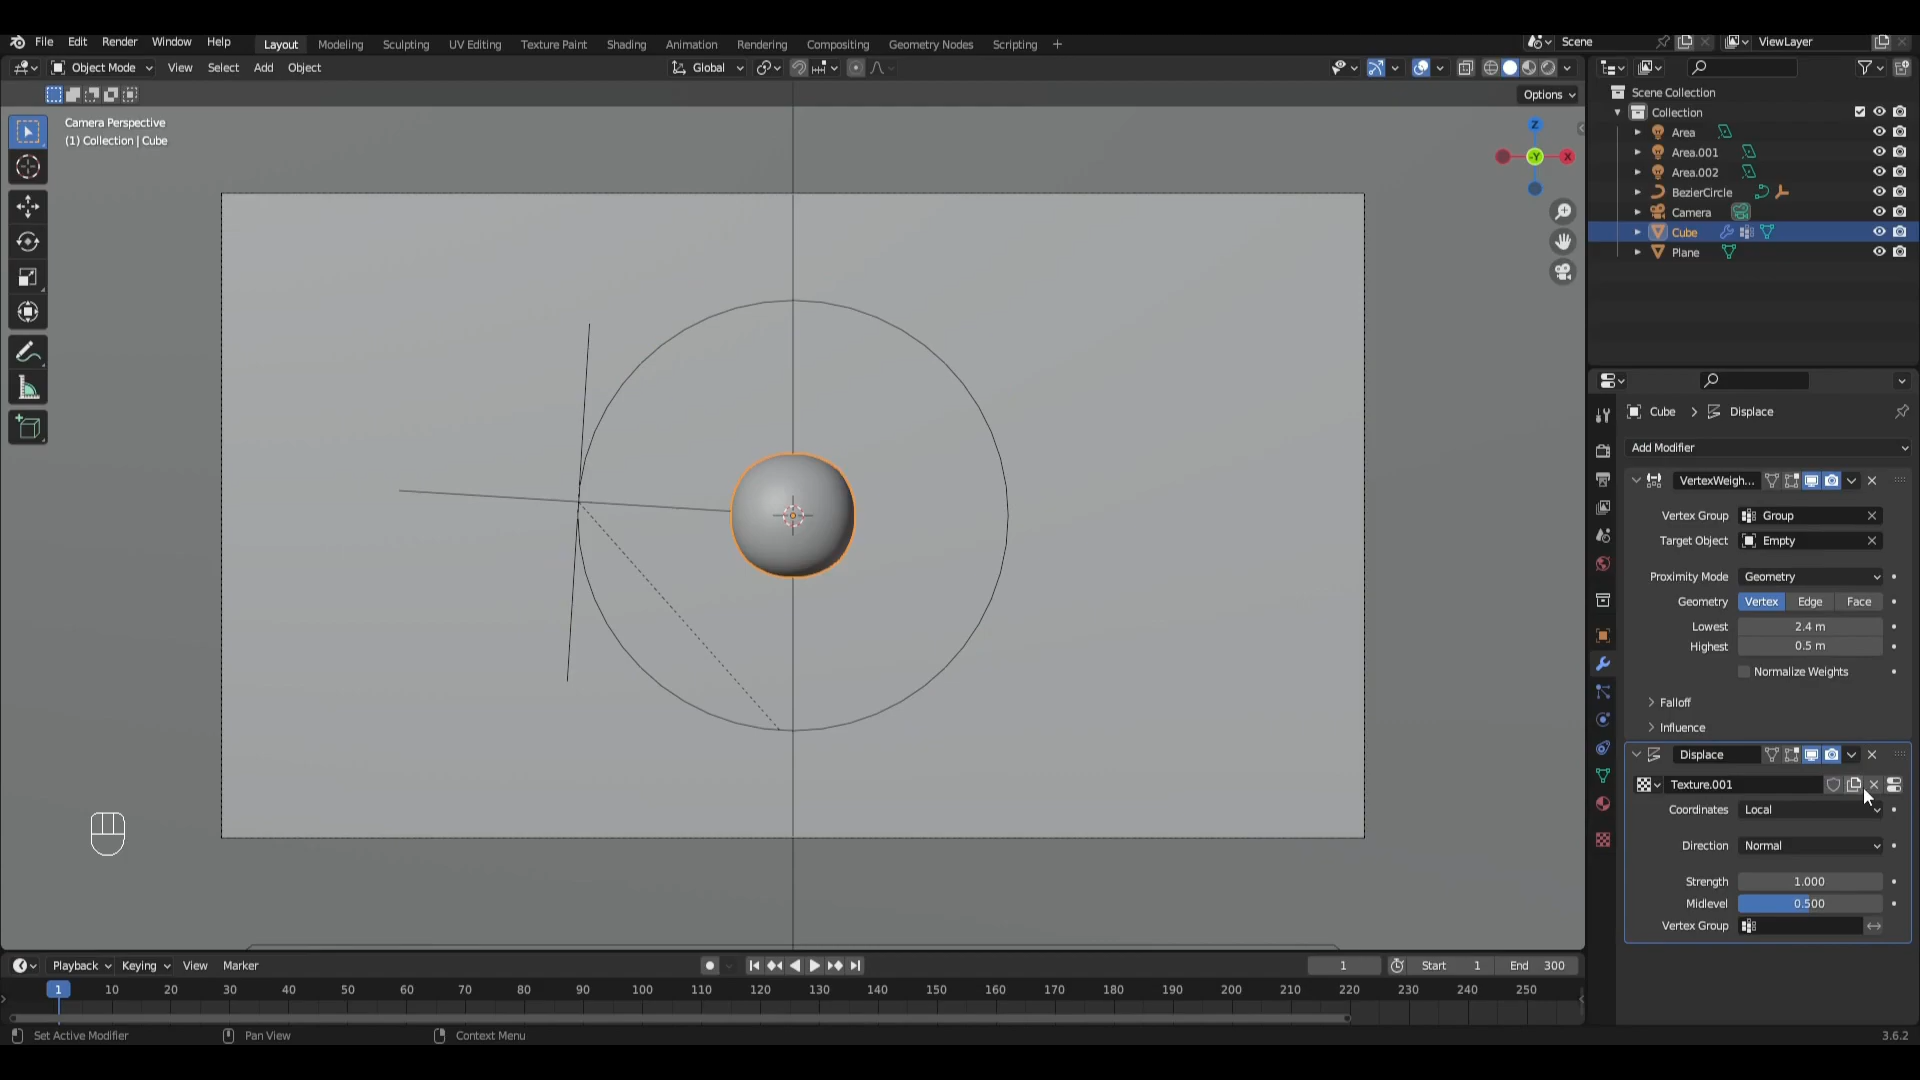 File Edit Render Window Help Layout Modeling Sculpting UV Editing Texture Paint Shading Animation Rendering Compositing Geometry Nodes Scripting + Scene ViewLayer
Object Mode View Select Add Object Global
Options
Camera Perspective
(1) Collection | Cube
Z
-Y X
Scene Collection
Collection
Area
Area.001
Area.002
BezierCircle
Camera
Cube
Plane
Cube > Displace
Add Modifier
VertexWeigh...
Vertex Group Group
Target Object Empty
Proximity Mode Geometry
Geometry Vertex Edge Face
Lowest 2.4 m
Highest 0.5 m
Normalize Weights
Falloff
Influence
Displace
Texture.001
Coordinates Local
Direction Normal
Strength 1.000
Midlevel 0.500
Vertex Group
Playback Keying View Marker 1 Start 1 End 300
1 10 20 30 40 50 60 70 80 90 100 110 120 130 140 150 160 170 180 190 200 210 220 230 240 250
Set Active Modifier Pan View Context Menu 3.6.2